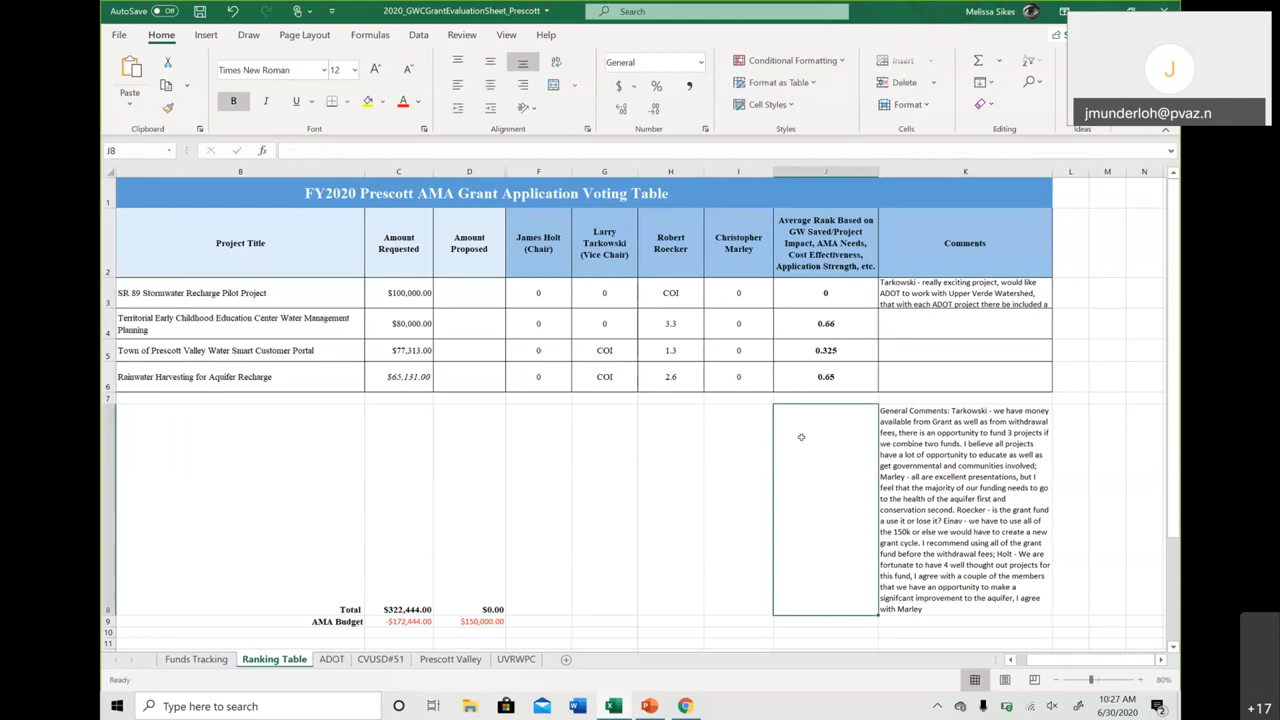 AutoSave Off 2020_GWCGrantEvaluationSheet_Prescott Search Melissa Sikes
File Home Insert Draw Page Layout Formulas Data Review View Help
J
jmunderloh@pvaz.n
Paste
Times New Roman 12
B I U
General
$ % ,
Conditional Formatting
Format as Table
Cell Styles
Insert
Delete
Format
Clipboard Font Alignment Number Styles Cells Editing Ideas
J8 fx
B C D F G H I J K L M N
1 FY2020 Prescott AMA Grant Application Voting Table
2
Project Title
Amount
Requested
Amount
Proposed
James Holt
(Chair)
Larry
Tarkowski
(Vice Chair)
Robert
Roecker
Christopher
Marley
Average Rank Based on
GW Saved/Project
Impact, AMA Needs,
Cost Effectiveness,
Application Strength, etc.
Comments
3 SR 89 Stormwater Recharge Pilot Project $100,000.00 0 0 COI 0 0
Tarkowski - really exciting project, would like
ADOT to work with Upper Verde Watershed,
that with each ADOT project there be included a
4 Territorial Early Childhood Education Center Water Management
Planning $80,000.00 0 0 3.3 0 0.66
5 Town of Prescott Valley Water Smart Customer Portal $77,313.00 0 COI 1.3 0 0.325
6 Rainwater Harvesting for Aquifer Recharge $65,131.00 0 COI 2.6 0 0.65
7
General Comments: Tarkowski - we have money
available from Grant as well as from withdrawal
fees, there is an opportunity to fund 3 projects if
we combine two funds. I believe all projects
have a lot of opportunity to educate as well as
get governmental and communities involved;
Marley - all are excellent presentations, but I
feel that the majority of our funding needs to go
to the health of the aquifer first and
conservation second. Roecker - is the grant fund
a use it or lose it? Einav - we have to use all of
the 150k or else we would have to create a new
grant cycle. I recommend using all of the grant
fund before the withdrawal fees; Holt - We are
fortunate to have 4 well thought out projects for
this fund, I agree with a couple of the members
that we have an opportunity to make a
signifcant improvement to the aquifer, I agree
with Marley
8 Total $322,444.00 $0.00
9 AMA Budget -$172,444.00 $150,000.00
10
11
Funds Tracking Ranking Table ADOT CVUSD#51 Prescott Valley UVRWPC
Ready 80%
Type here to search
10:27 AM
6/30/2020
2
+17